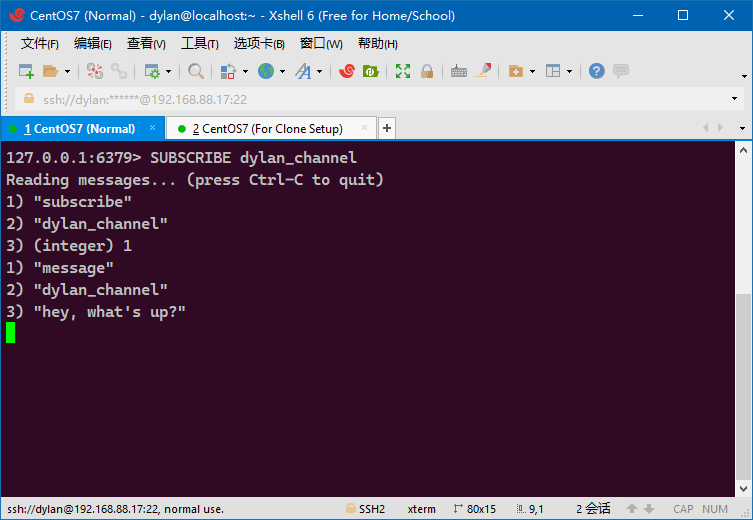 CentOS7 (Normal) - dylan@localhost:~ - Xshell 6 (Free for Home/School)
文件(F) 编辑(E) 查看(V) 工具(T) 选项卡(B) 窗口(W) 帮助(H)
ssh://dylan:******@192.168.88.17:22
1 CentOS7 (Normal) × 2 CentOS7 (For Clone Setup) × +
127.0.0.1:6379> SUBSCRIBE dylan_channel
Reading messages... (press Ctrl-C to quit)
1) "subscribe"
2) "dylan_channel"
3) (integer) 1
1) "message"
2) "dylan_channel"
3) "hey, what's up?"
ssh://dylan@192.168.88.17:22, normal use. SSH2 xterm 80x15 9,1 2 会话 CAP NUM